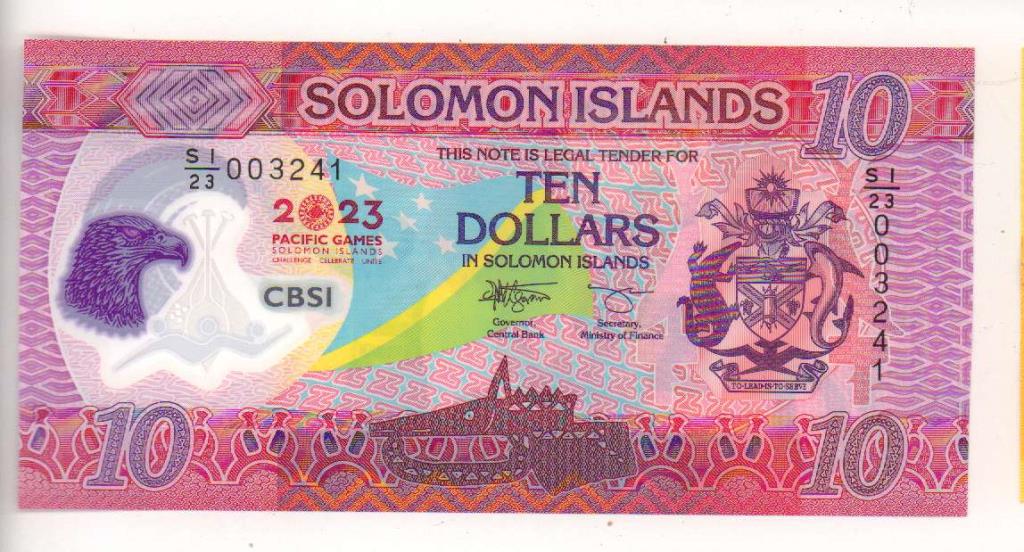 SOLOMON ISLANDS
10
S I
23
003241
THIS NOTE IS LEGAL TENDER FOR
TEN
DOLLARS
IN SOLOMON ISLANDS
2023
PACIFIC GAMES
SOLOMON ISLANDS
CHALLENGE CELEBRATE UNITE
CBSI
Governor,
Central Bank
Secretary,
Ministry of Finance
S I
23
003241
TO·LEAD·IS·TO·SERVE
10
10